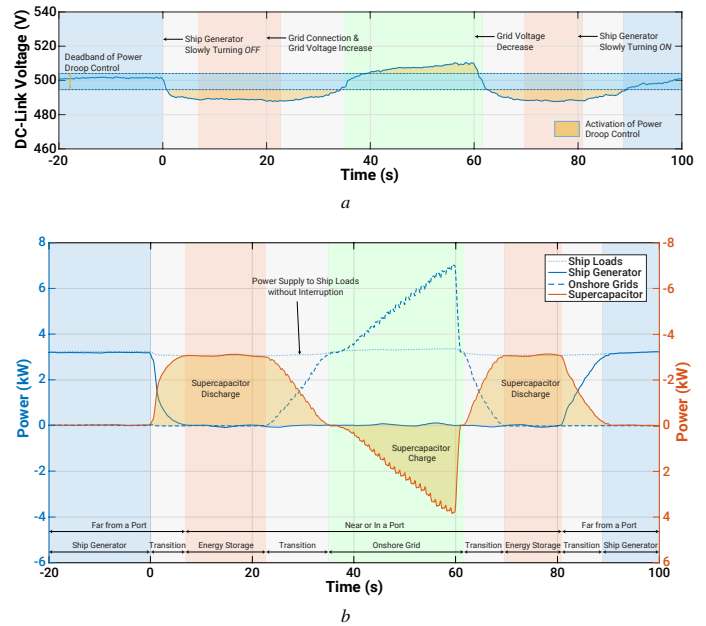 540
520
500
480
460
DC-Link Voltage (V)
Deadband of Power
Droop Control
Ship Generator
Slowly Turning OFF
Grid Connection &
Grid Voltage Increase
Grid Voltage
Decrease
Ship Generator
Slowly Turning ON
Activation of Power
Droop Control
-20 0 20 40 60 80 100
Time (s)
a
8
6
4
2
0
-2
-4
-6
Power (kW)
-8
-6
-4
-2
0
2
4
6
Power (kW)
Ship Loads
Ship Generator
Onshore Grids
Supercapacitor
Power Supply to Ship Loads
without Interruption
Supercapacitor
Discharge
Supercapacitor
Discharge
Supercapacitor
Charge
Far from a Port Near or In a Port Far from a Port
Ship Generator Transition Energy Storage Transition Onshore Grid Transition Energy Storage Transition Ship Generator
-20 0 20 40 60 80 100
Time (s)
b